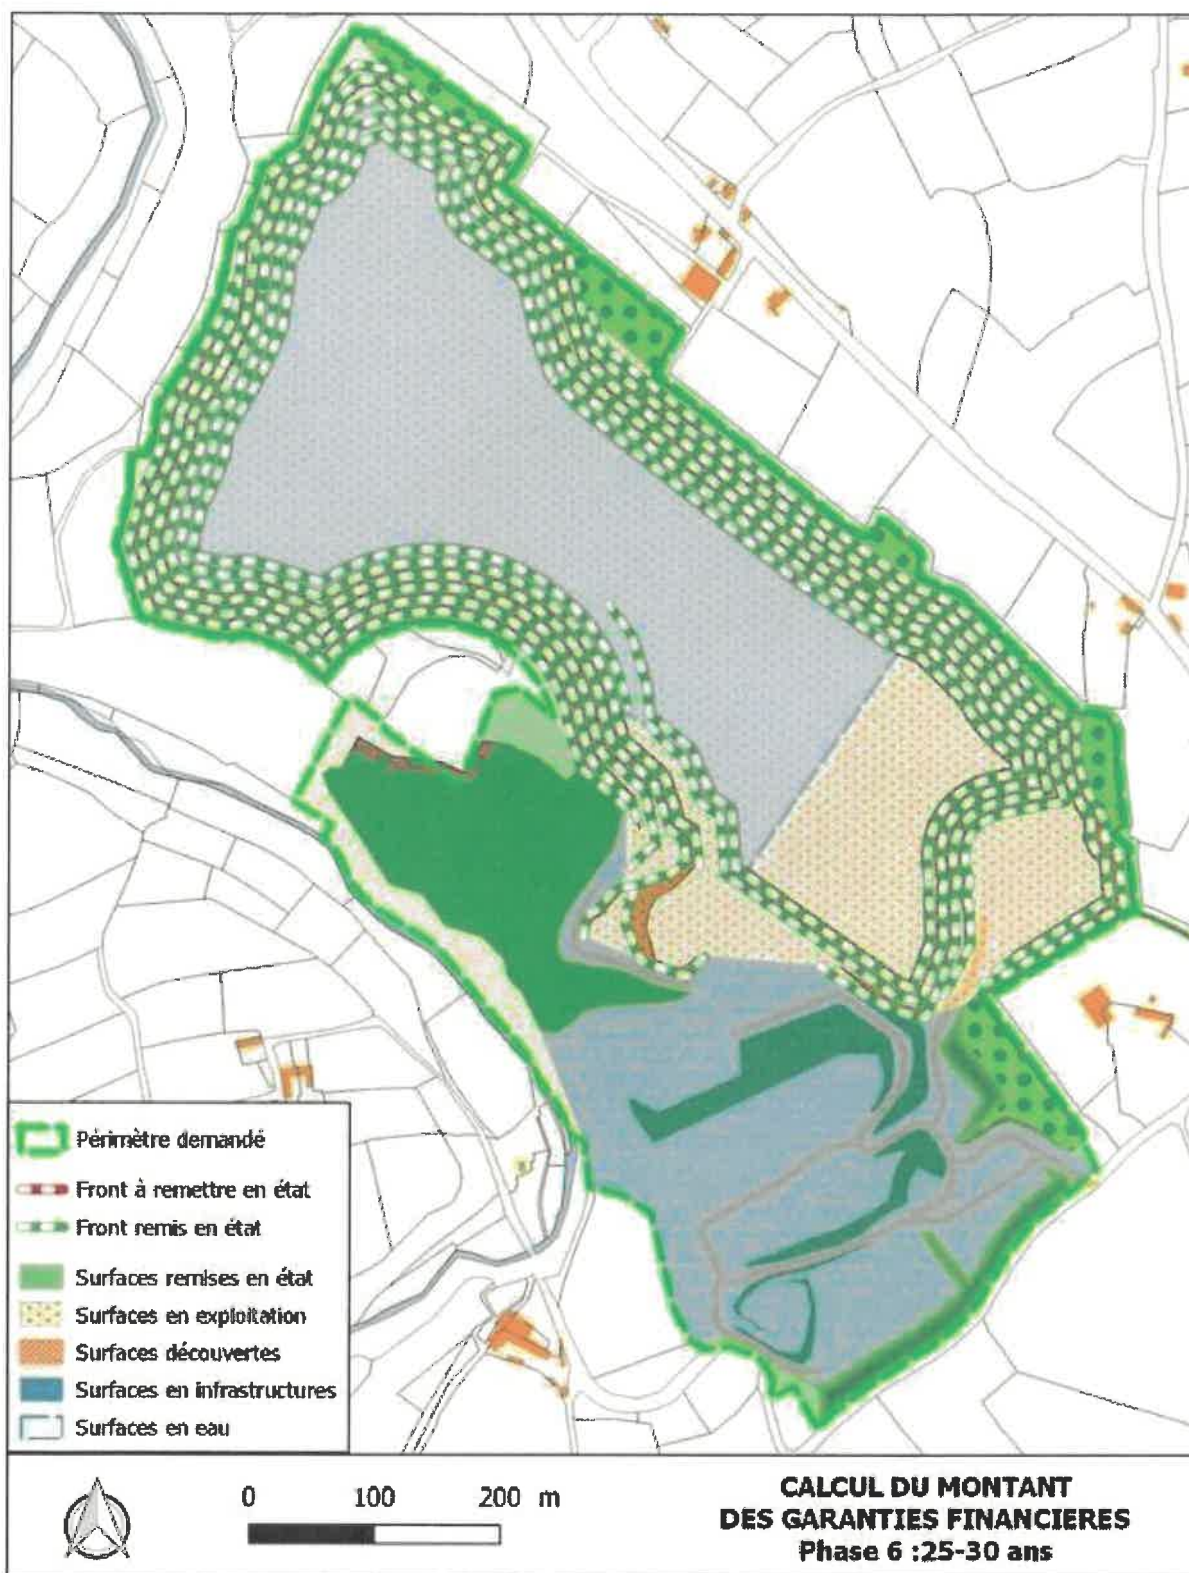 Périmètre demandé
Front à remettre en état
Front remis en état
Surfaces remises en état
Surfaces en exploitation
Surfaces découvertes
Surfaces en infrastructures
Surfaces en eau
0 100 200 m
CALCUL DU MONTANT
DES GARANTIES FINANCIERES
Phase 6 :25-30 ans